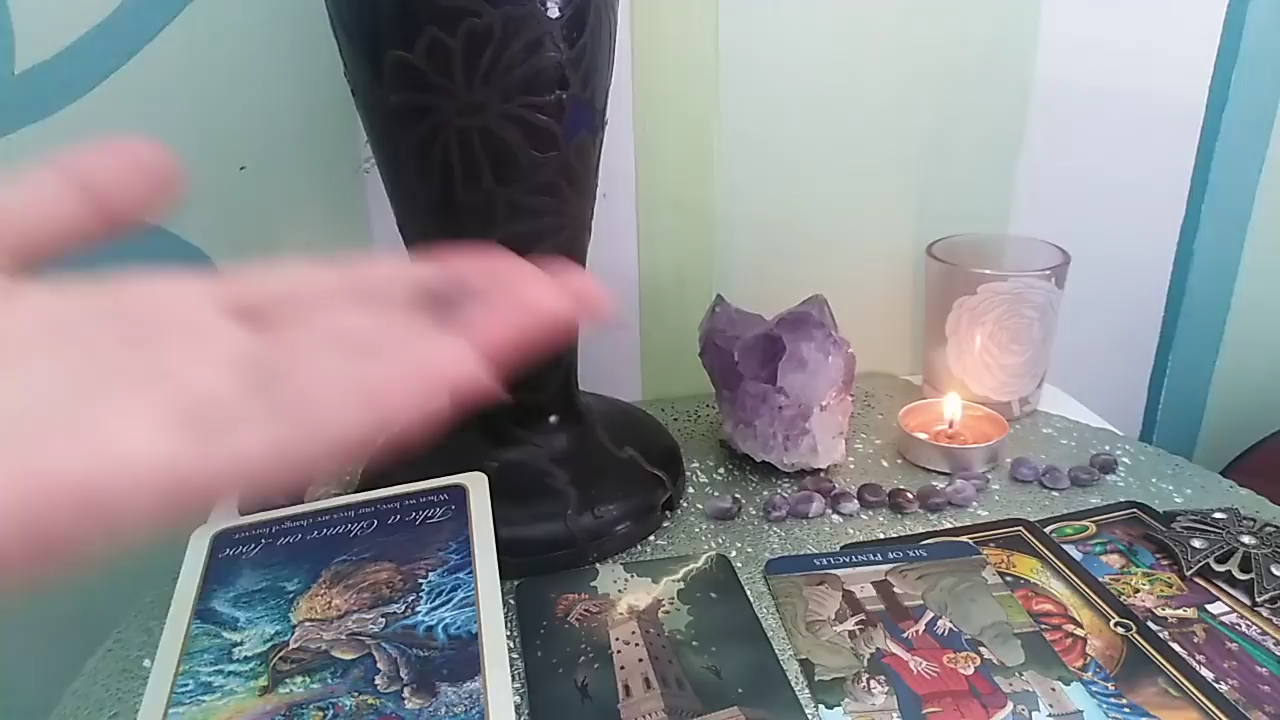 Take a Chance on Love
When we love, our lives are changed forever.
SIX OF PENTACLES